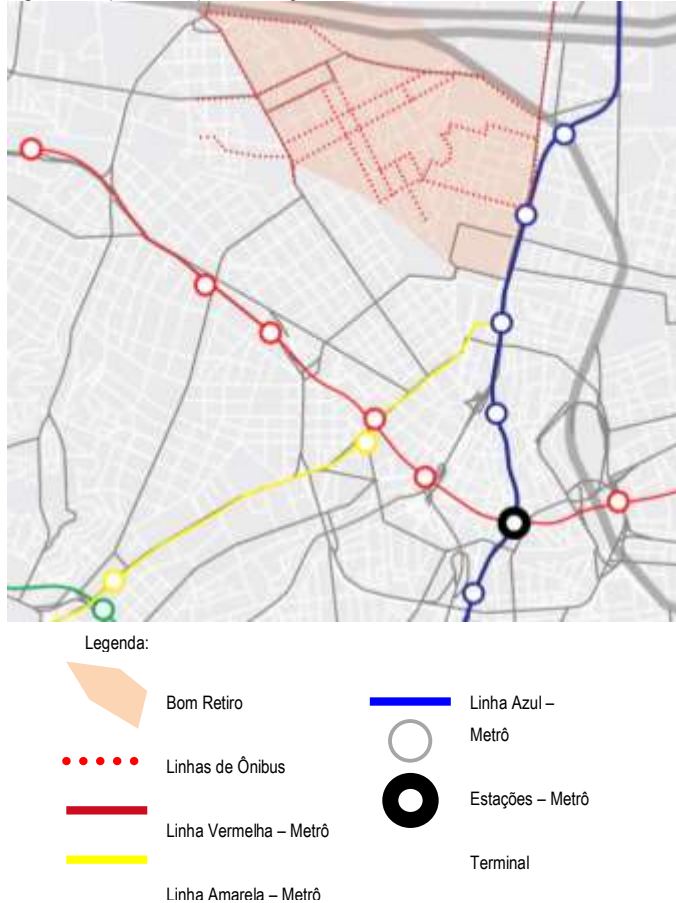 Legenda:
Bom Retiro
Linhas de Ônibus
Linha Vermelha – Metrô
Linha Amarela – Metrô
Linha Azul –
Metrô
Estações – Metrô
Terminal